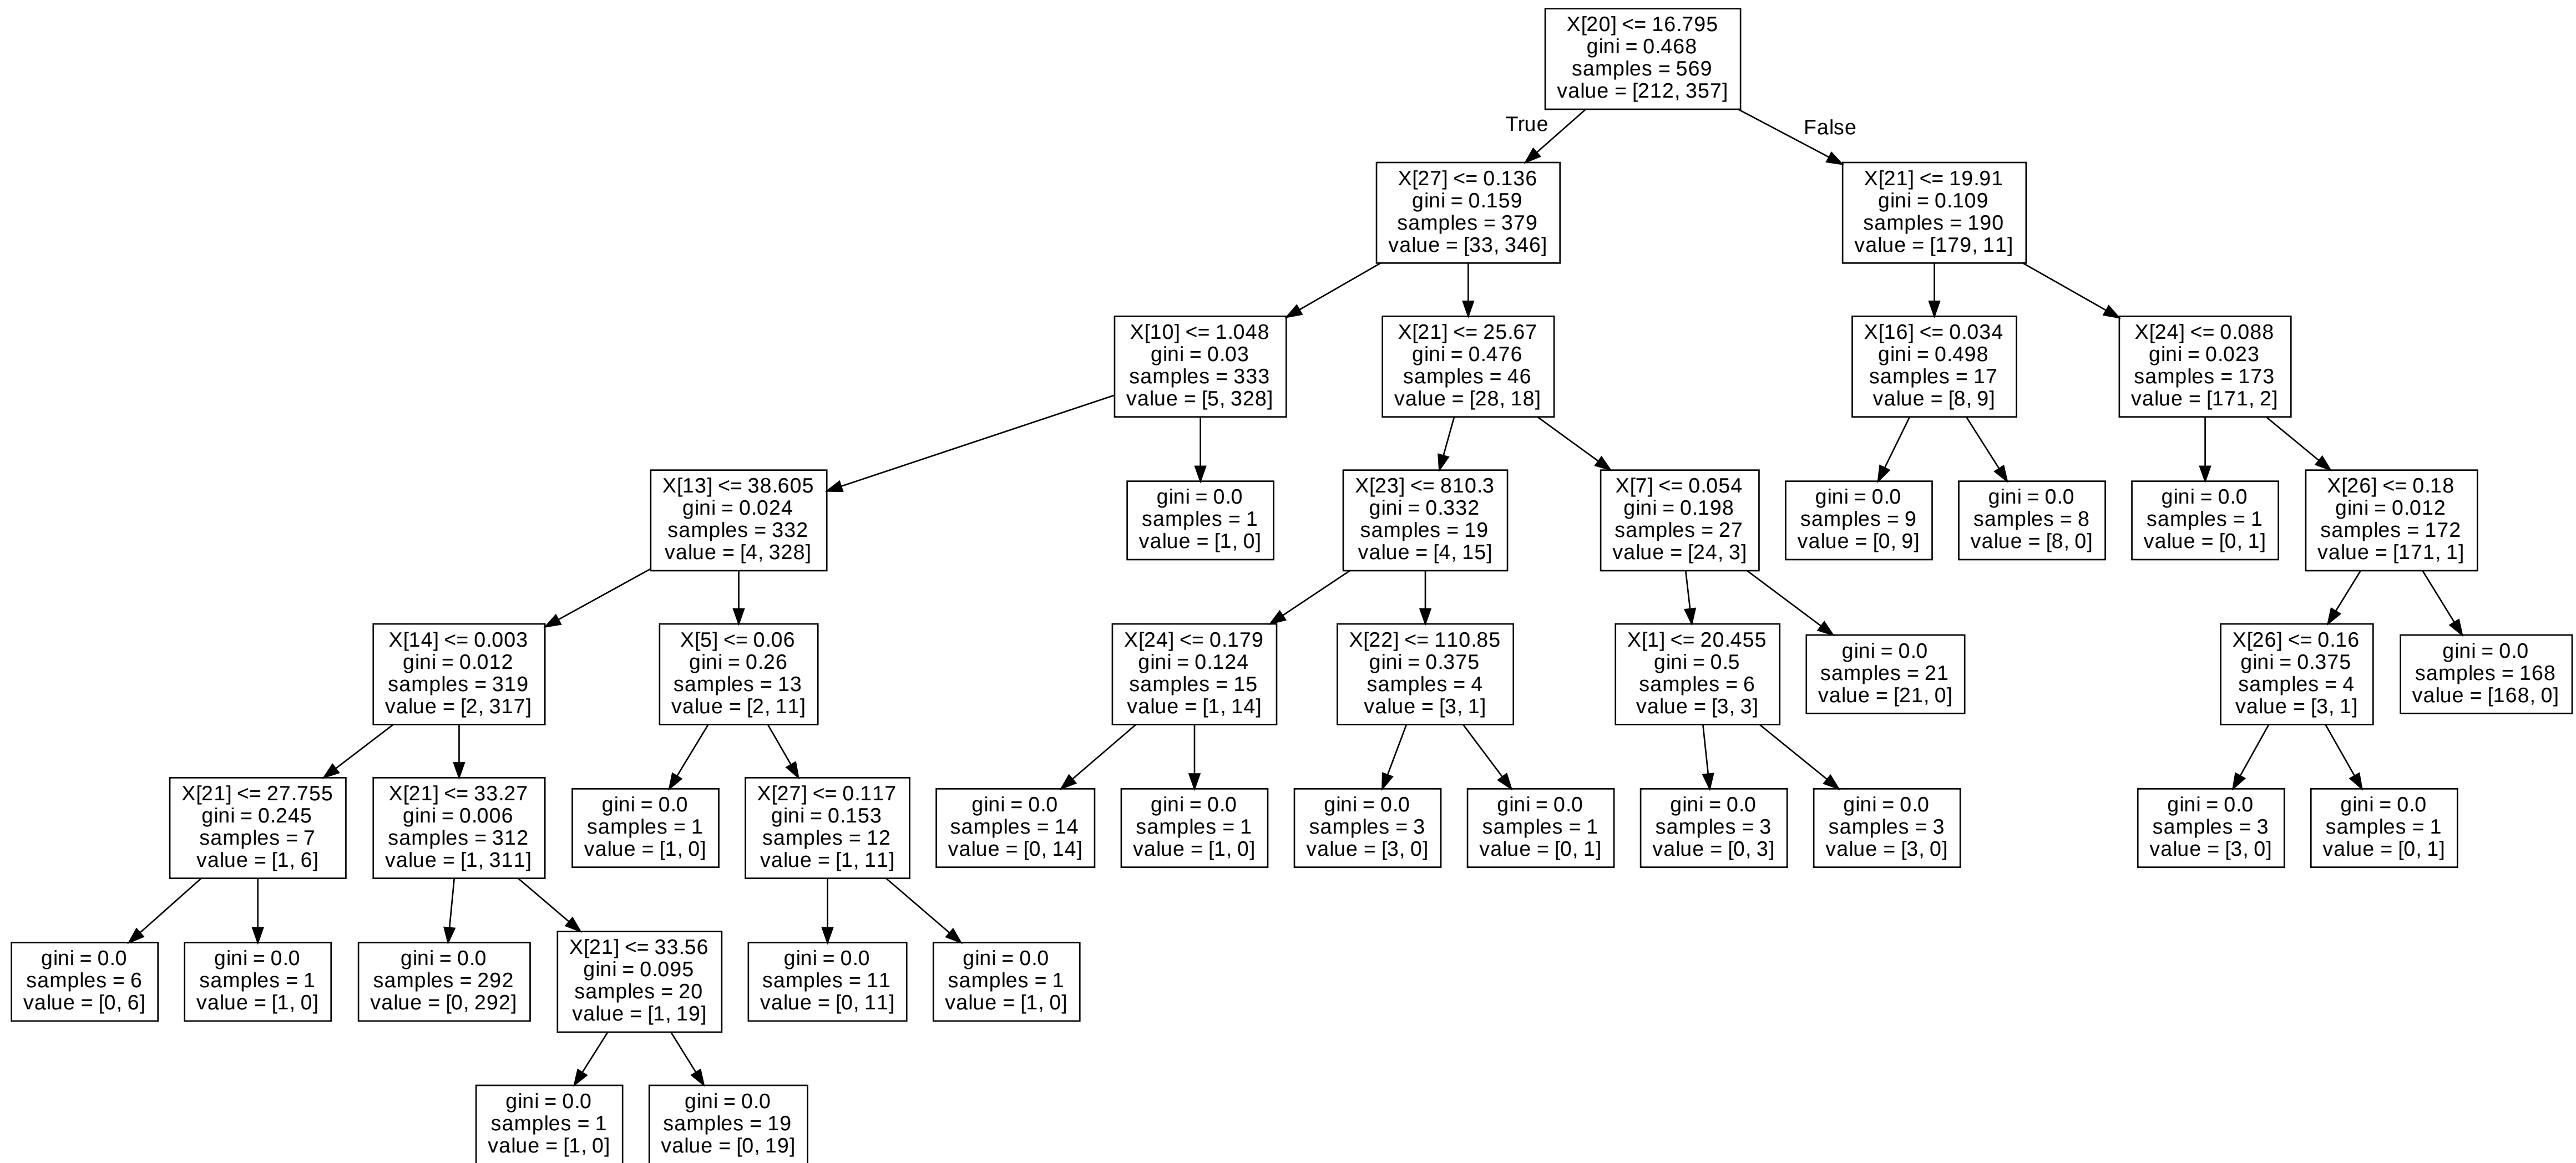 X[20] <= 16.795
gini = 0.468
samples = 569
value = [212, 357]
True
False
X[27] <= 0.136
gini = 0.159
samples = 379
value = [33, 346]
X[21] <= 19.91
gini = 0.109
samples = 190
value = [179, 11]
X[10] <= 1.048
gini = 0.03
samples = 333
value = [5, 328]
X[21] <= 25.67
gini = 0.476
samples = 46
value = [28, 18]
X[16] <= 0.034
gini = 0.498
samples = 17
value = [8, 9]
X[24] <= 0.088
gini = 0.023
samples = 173
value = [171, 2]
X[13] <= 38.605
gini = 0.024
samples = 332
value = [4, 328]
gini = 0.0
samples = 1
value = [1, 0]
X[23] <= 810.3
gini = 0.332
samples = 19
value = [4, 15]
X[7] <= 0.054
gini = 0.198
samples = 27
value = [24, 3]
gini = 0.0
samples = 9
value = [0, 9]
gini = 0.0
samples = 8
value = [8, 0]
gini = 0.0
samples = 1
value = [0, 1]
X[26] <= 0.18
gini = 0.012
samples = 172
value = [171, 1]
X[14] <= 0.003
gini = 0.012
samples = 319
value = [2, 317]
X[5] <= 0.06
gini = 0.26
samples = 13
value = [2, 11]
X[24] <= 0.179
gini = 0.124
samples = 15
value = [1, 14]
X[22] <= 110.85
gini = 0.375
samples = 4
value = [3, 1]
X[1] <= 20.455
gini = 0.5
samples = 6
value = [3, 3]
gini = 0.0
samples = 21
value = [21, 0]
X[26] <= 0.16
gini = 0.375
samples = 4
value = [3, 1]
gini = 0.0
samples = 168
value = [168, 0]
X[21] <= 27.755
gini = 0.245
samples = 7
value = [1, 6]
X[21] <= 33.27
gini = 0.006
samples = 312
value = [1, 311]
gini = 0.0
samples = 1
value = [1, 0]
X[27] <= 0.117
gini = 0.153
samples = 12
value = [1, 11]
gini = 0.0
samples = 14
value = [0, 14]
gini = 0.0
samples = 1
value = [1, 0]
gini = 0.0
samples = 3
value = [3, 0]
gini = 0.0
samples = 1
value = [0, 1]
gini = 0.0
samples = 3
value = [0, 3]
gini = 0.0
samples = 3
value = [3, 0]
gini = 0.0
samples = 3
value = [3, 0]
gini = 0.0
samples = 1
value = [0, 1]
gini = 0.0
samples = 6
value = [0, 6]
gini = 0.0
samples = 1
value = [1, 0]
gini = 0.0
samples = 292
value = [0, 292]
X[21] <= 33.56
gini = 0.095
samples = 20
value = [1, 19]
gini = 0.0
samples = 11
value = [0, 11]
gini = 0.0
samples = 1
value = [1, 0]
gini = 0.0
samples = 1
value = [1, 0]
gini = 0.0
samples = 19
value = [0, 19]